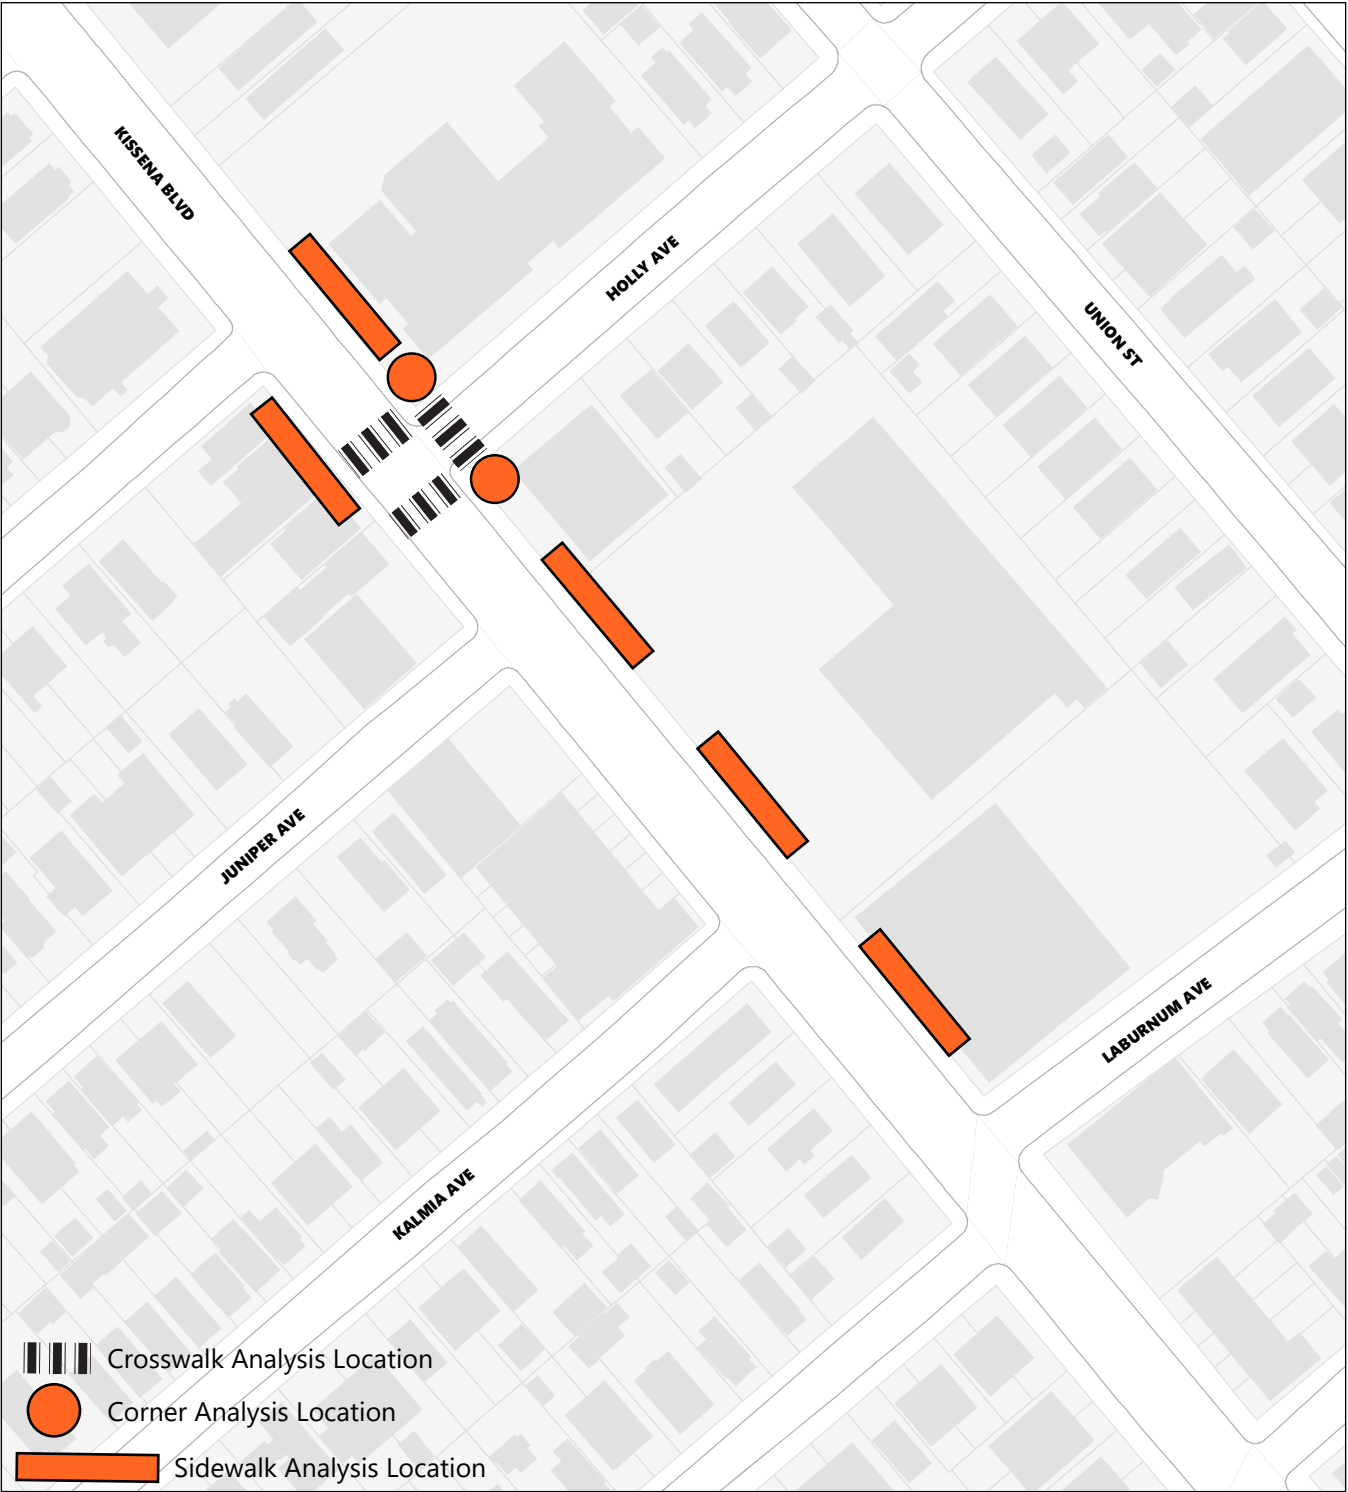 KISSENA BLVD
HOLLY AVE
UNION ST
JUNIPER AVE
LABURNUM AVE
KALMIA AVE
Crosswalk Analysis Location
Corner Analysis Location
Sidewalk Analysis Location